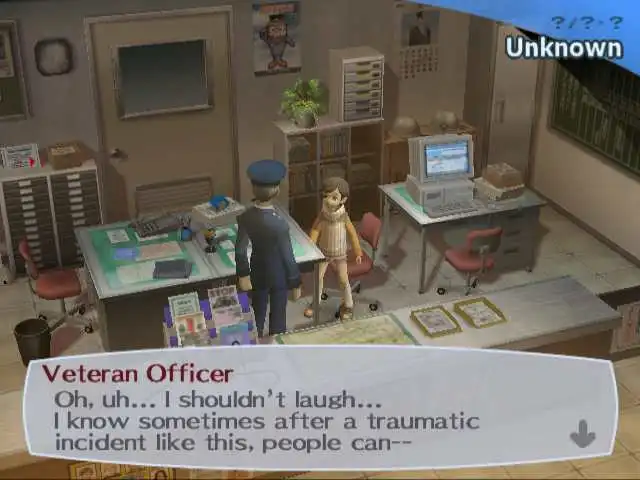 ?/?・?
Unknown
Veteran Officer
Oh, uh... I shouldn't laugh...
I know sometimes after a traumatic
incident like this, people can--